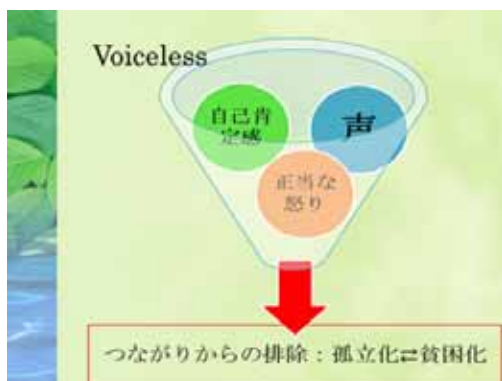 Voiceless
自己肯
定感
声
正当な
怒り
つながりからの排除：孤立化⇄貧困化